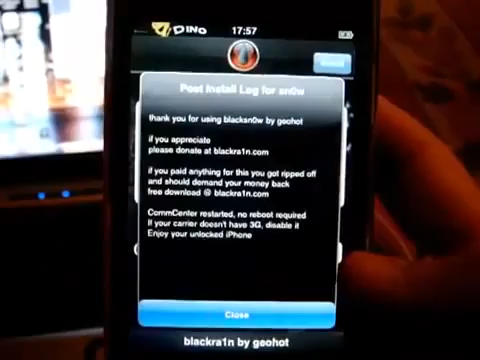 DINO 17:57
Post Install Log for sn0w
thank you for using blacksn0w by geohot
if you appreciate
please donate at blackra1n.com
if you paid anything for this you got ripped off
and should demand your money back
free download @ blackra1n.com
CommCenter restarted, no reboot required
If your carrier doesn't have 3G, disable it
Enjoy your unlocked iPhone
Close
blackra1n by geohot